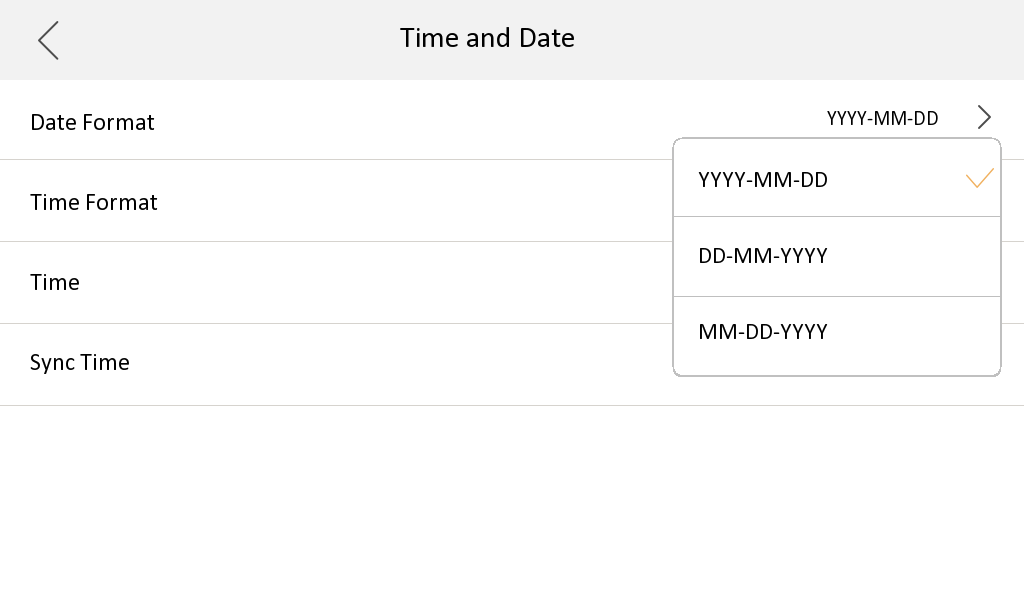 Time and Date
Date Format
YYYY-MM-DD
YYYY-MM-DD
Time Format
DD-MM-YYYY
Time
MM-DD-YYYY
Sync Time